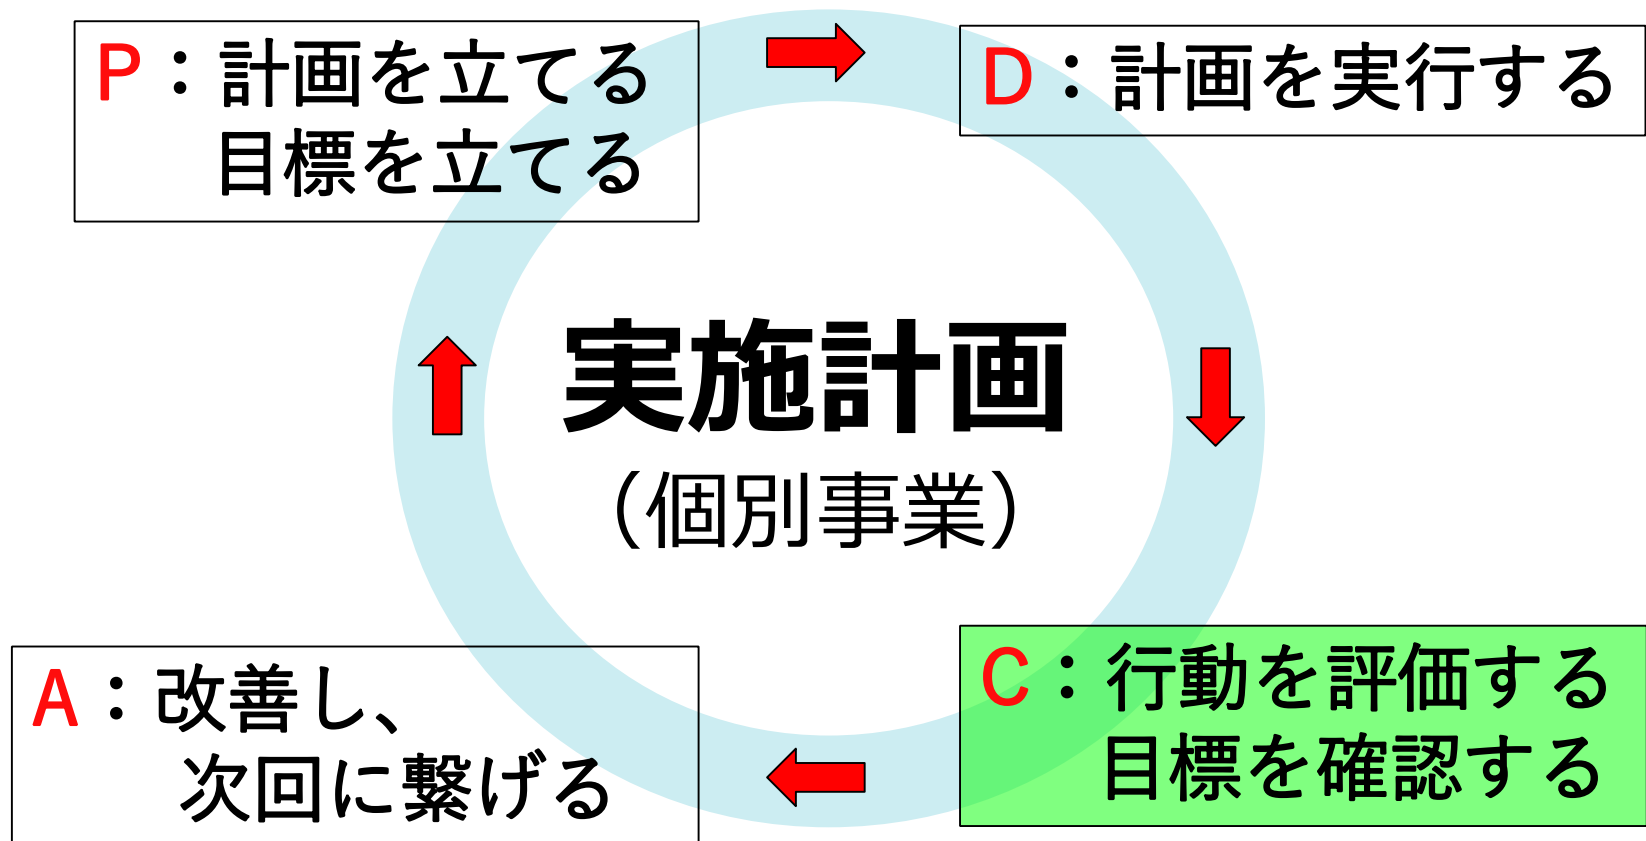 P：計画を立てる
目標を立てる
D：計画を実行する
実施計画
（個別事業）
A：改善し、
次回に繋げる
C：行動を評価する
目標を確認する